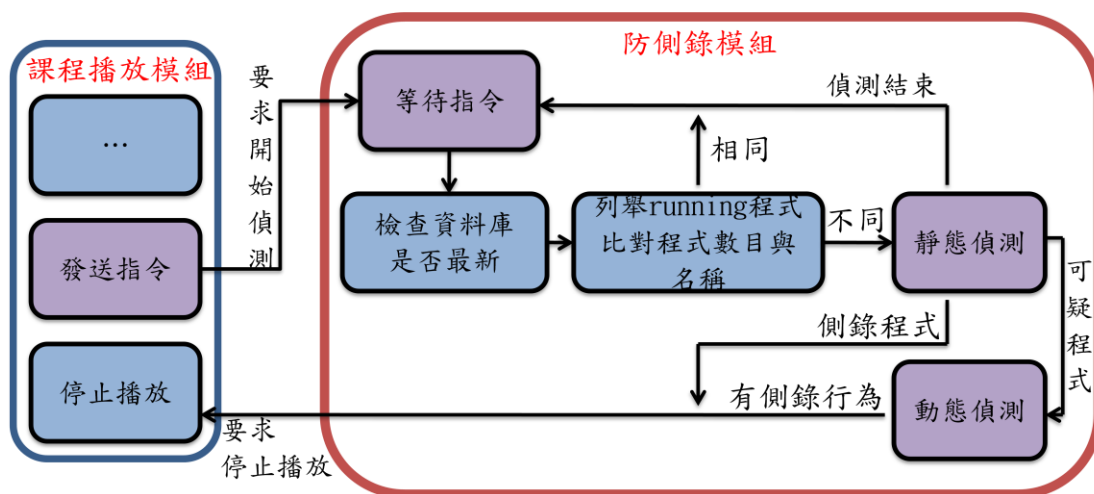 防側錄模組
課程播放模組
要求開始偵測
等待指令
偵測結束
…
相同
檢查資料庫
是否最新
列舉running程式
比對程式數目與
名稱
不同
靜態偵測
發送指令
可疑程式
側錄程式
停止播放
有側錄行為
動態偵測
要求
停止播放